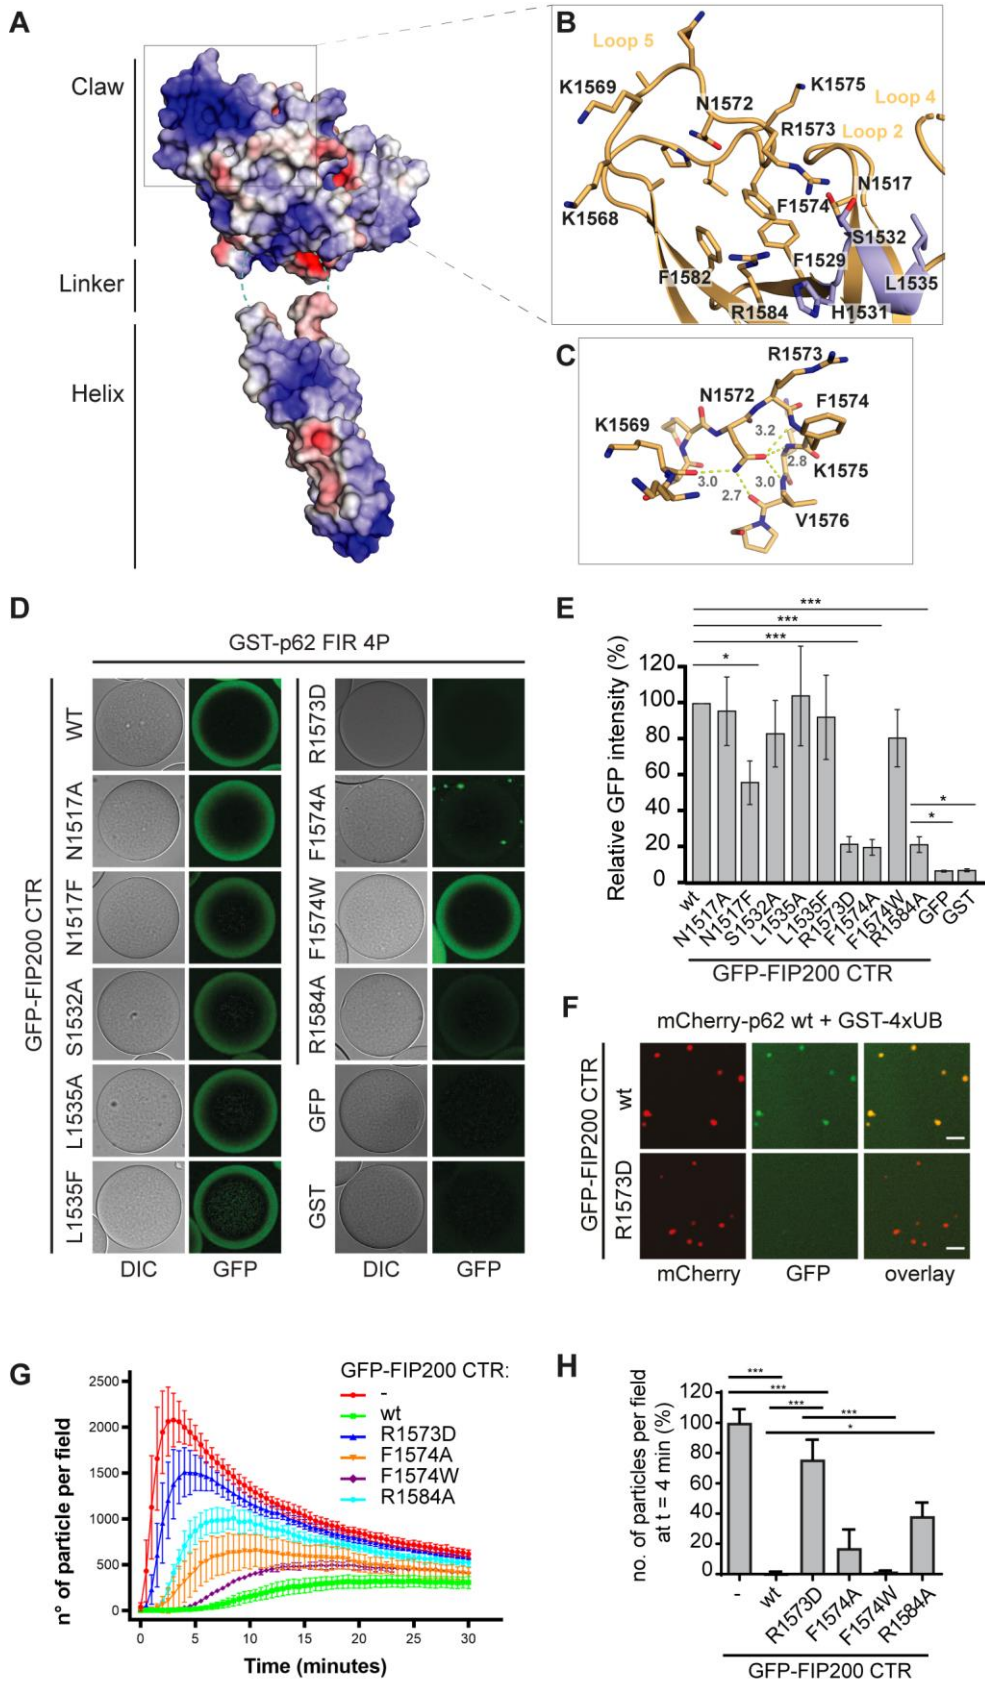 A
Claw
Linker
Helix
B
Loop 5
K1569
N1572
K1575
Loop 4
R1573
Loop 2
N1517
K1568
F1574
S1532
F1582
F1529
L1535
R1584
H1531
C
R1573
N1572
F1574
K1569
3.2
2.8
K1575
3.0
3.0
2.7
V1576
D
GST-p62 FIR 4P
GFP-FIP200 CTR
WT
N1517A
N1517F
S1532A
L1535A
L1535F
R1573D
F1574A
F1574W
R1584A
GFP
GST
DIC
GFP
DIC
GFP
E
Relative GFP intensity (%)
120
100
80
60
40
20
0
***
***
***
*
*
*
wt
N1517A
N1517F
S1532A
L1535A
L1535F
R1573D
F1574A
F1574W
R1584A
GFP
GST
GFP-FIP200 CTR
F
mCherry-p62 wt + GST-4xUB
GFP-FIP200 CTR
wt
R1573D
mCherry
GFP
overlay
G
GFP-FIP200 CTR:
-
wt
R1573D
F1574A
F1574W
R1584A
n° of particle per field
2500
2000
1500
1000
500
0
0
5
10
15
20
25
30
Time (minutes)
H
no. of particles per field
at t = 4 min (%)
120
100
80
60
40
20
0
***
***
***
***
*
-
wt
R1573D
F1574A
F1574W
R1584A
GFP-FIP200 CTR